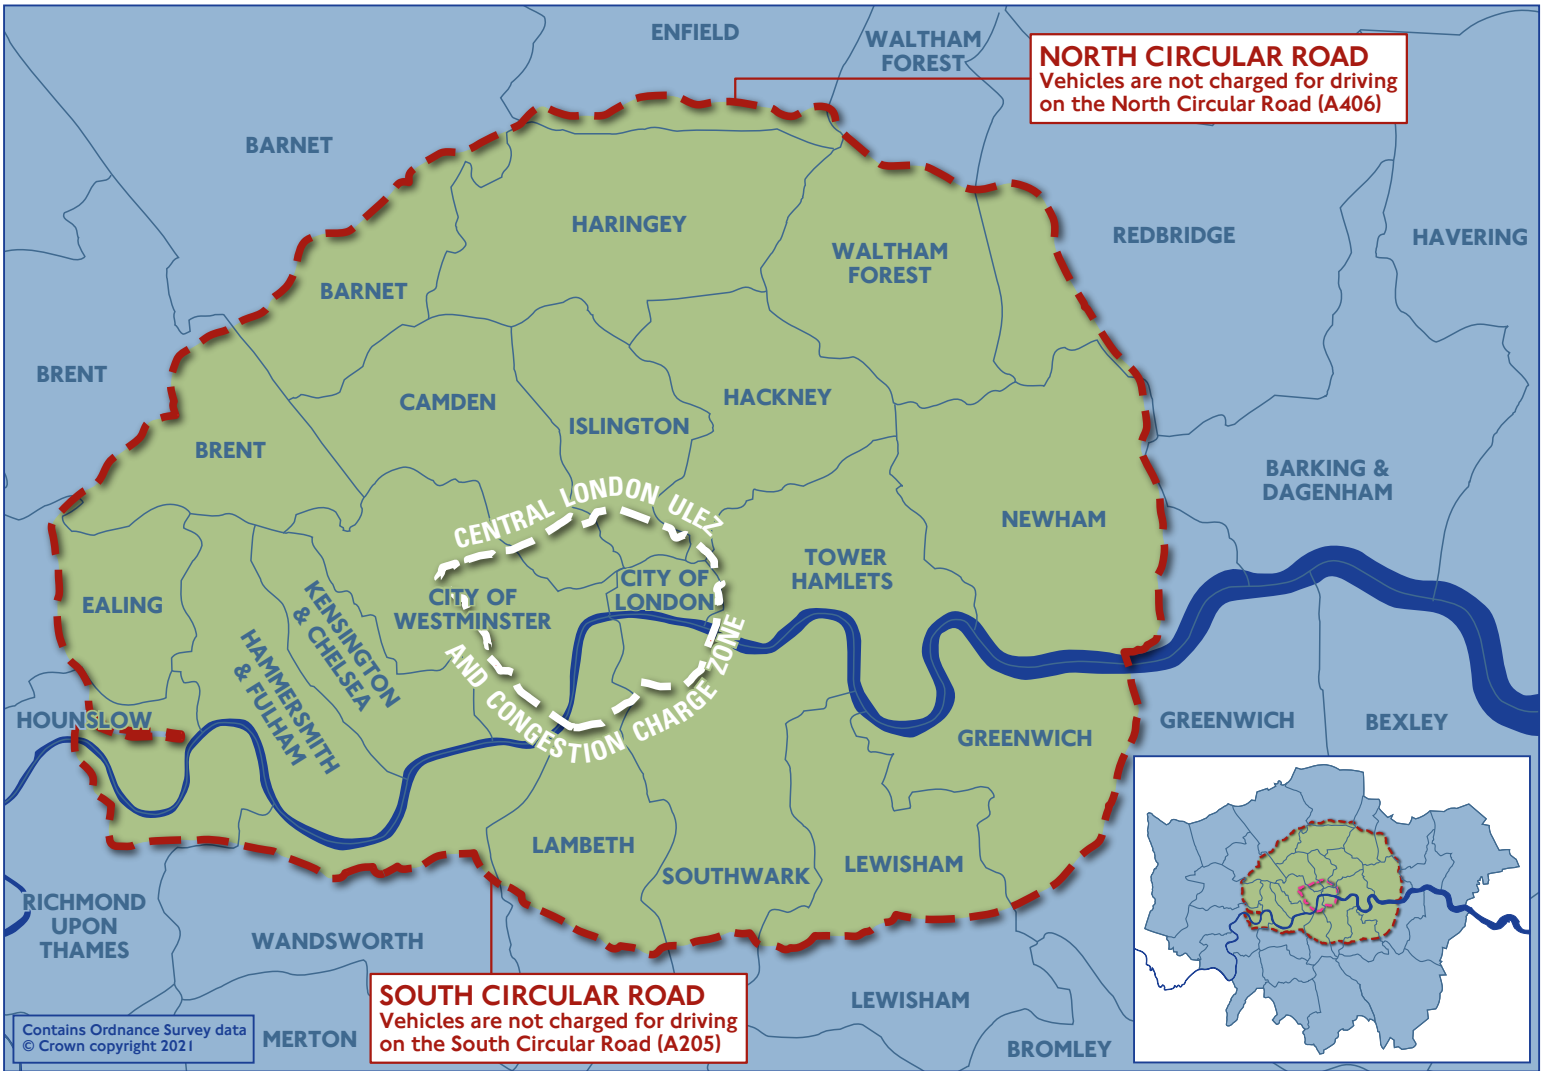 ENFIELD
WALTHAM
FOREST
NORTH CIRCULAR ROAD
Vehicles are not charged for driving
on the North Circular Road (A406)
BARNET
HARINGEY
WALTHAM
FOREST
REDBRIDGE
HAVERING
BARNET
BRENT
CAMDEN
ISLINGTON
HACKNEY
BRENT
BARKING &
DAGENHAM
CENTRAL LONDON ULEZ
NEWHAM
TOWER
HAMLETS
CITY OF
LONDON
CITY OF
WESTMINSTER
EALING
KENSINGTON
& CHELSEA
HAMMERSMITH
& FULHAM
AND CONGESTION CHARGE ZONE
HOUNSLOW
GREENWICH
GREENWICH
BEXLEY
LAMBETH
SOUTHWARK
LEWISHAM
RICHMOND
UPON
THAMES
WANDSWORTH
SOUTH CIRCULAR ROAD
Vehicles are not charged for driving
on the South Circular Road (A205)
LEWISHAM
MERTON
BROMLEY
Contains Ordnance Survey data
© Crown copyright 2021